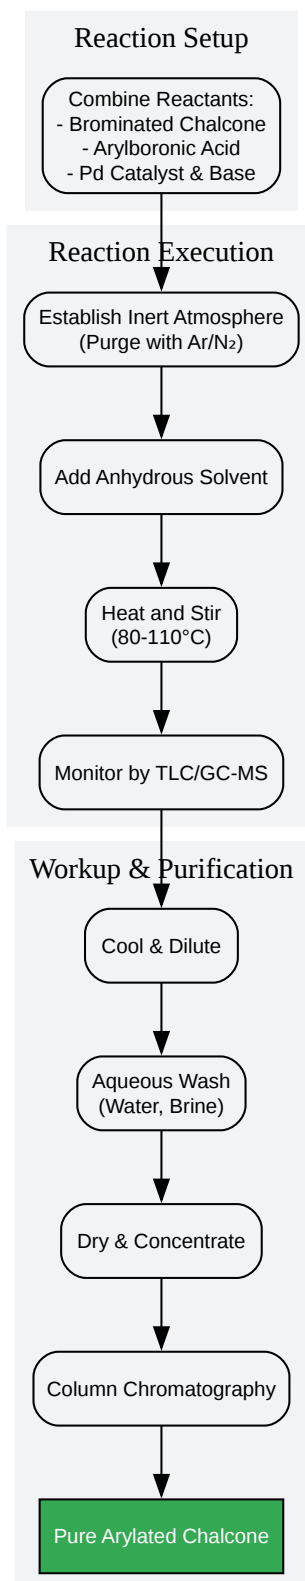 Reaction Setup
Combine Reactants:
- Brominated Chalcone
- Arylboronic Acid
- Pd Catalyst & Base
Reaction Execution
Establish Inert Atmosphere
(Purge with Ar/N₂)
Add Anhydrous Solvent
Heat and Stir
(80-110°C)
Monitor by TLC/GC-MS
Workup & Purification
Cool & Dilute
Aqueous Wash
(Water, Brine)
Dry & Concentrate
Column Chromatography
Pure Arylated Chalcone